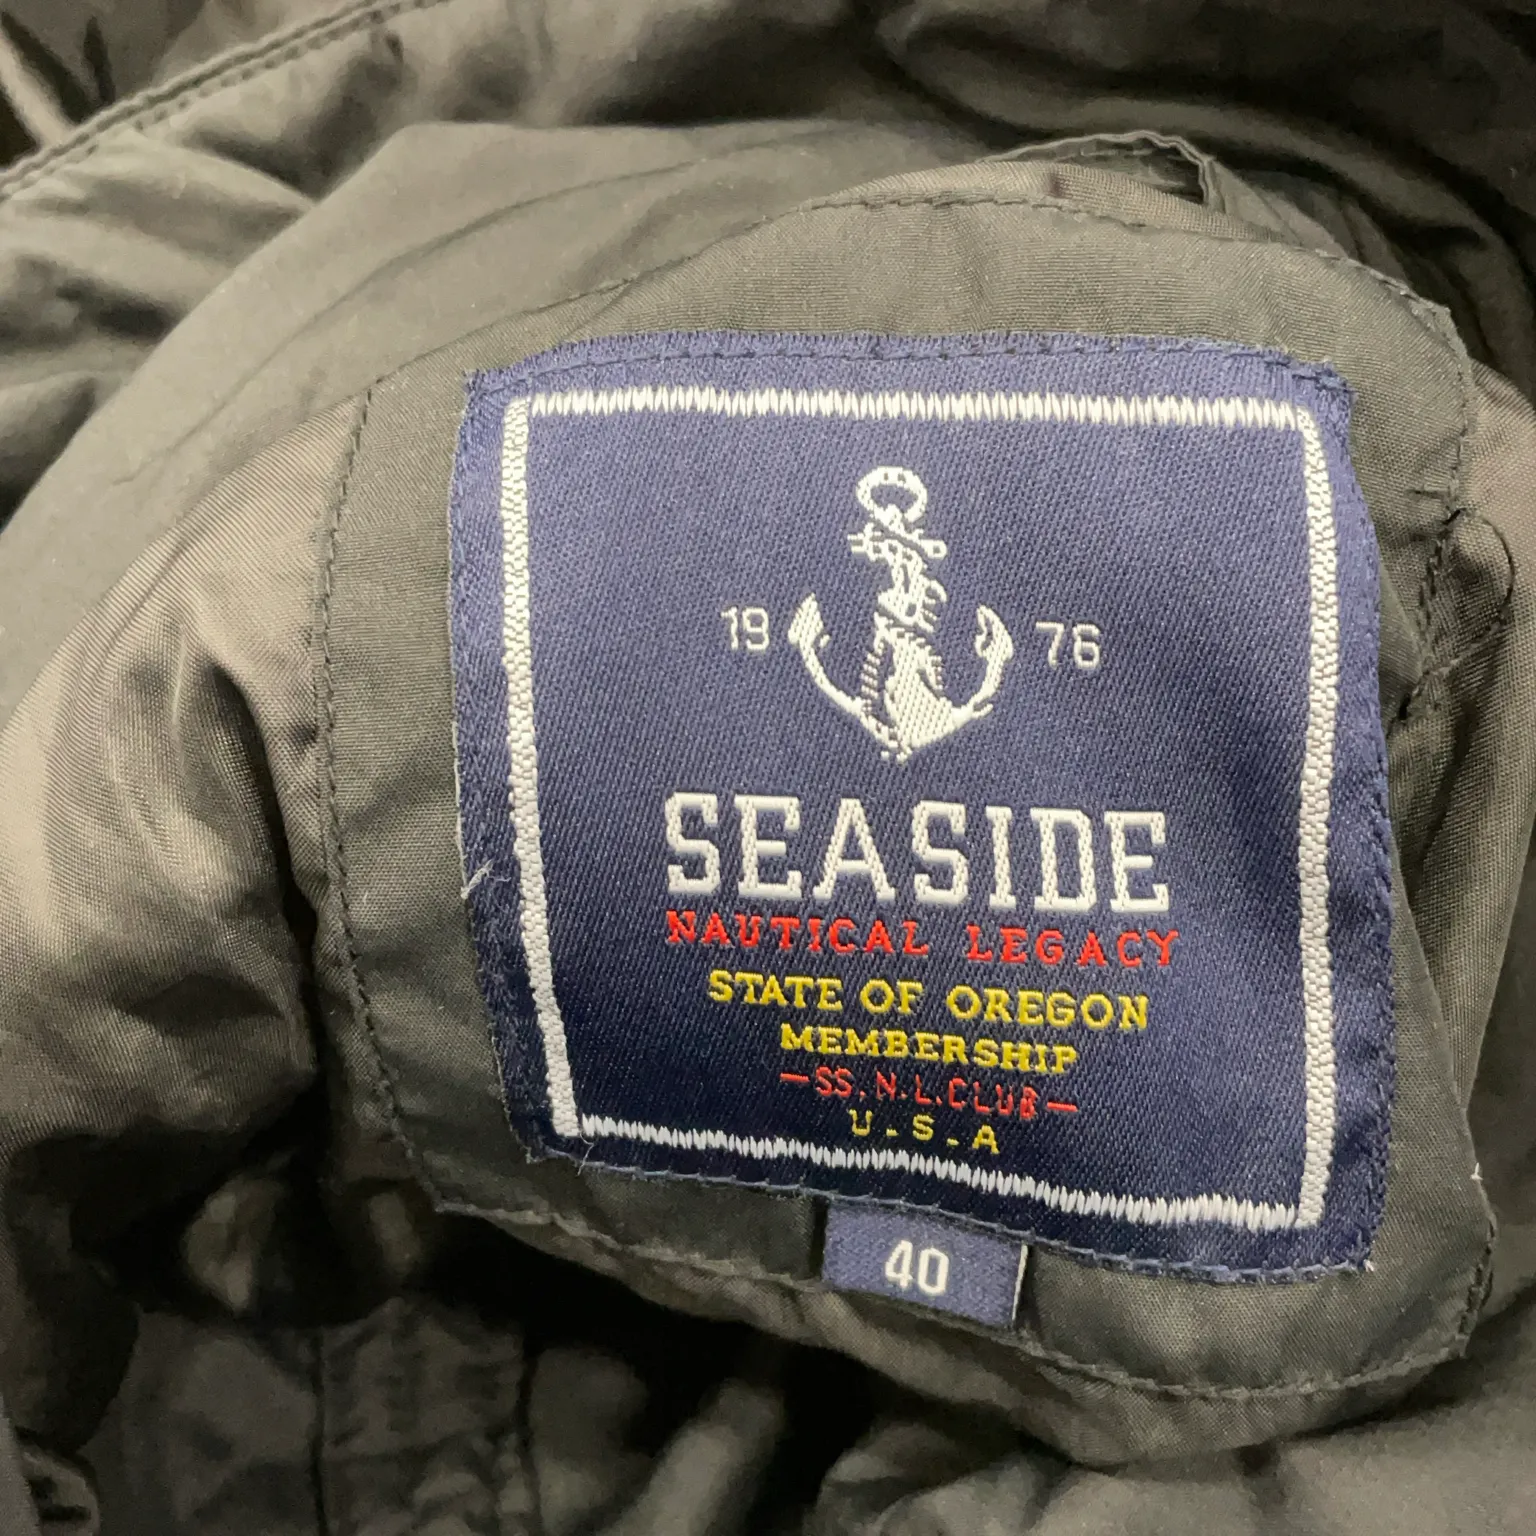 19 76
SEASIDE
NAUTICAL LEGACY
STATE OF OREGON
MEMBERSHIP
-SS.N.L.CLUB-
U.S.A
40